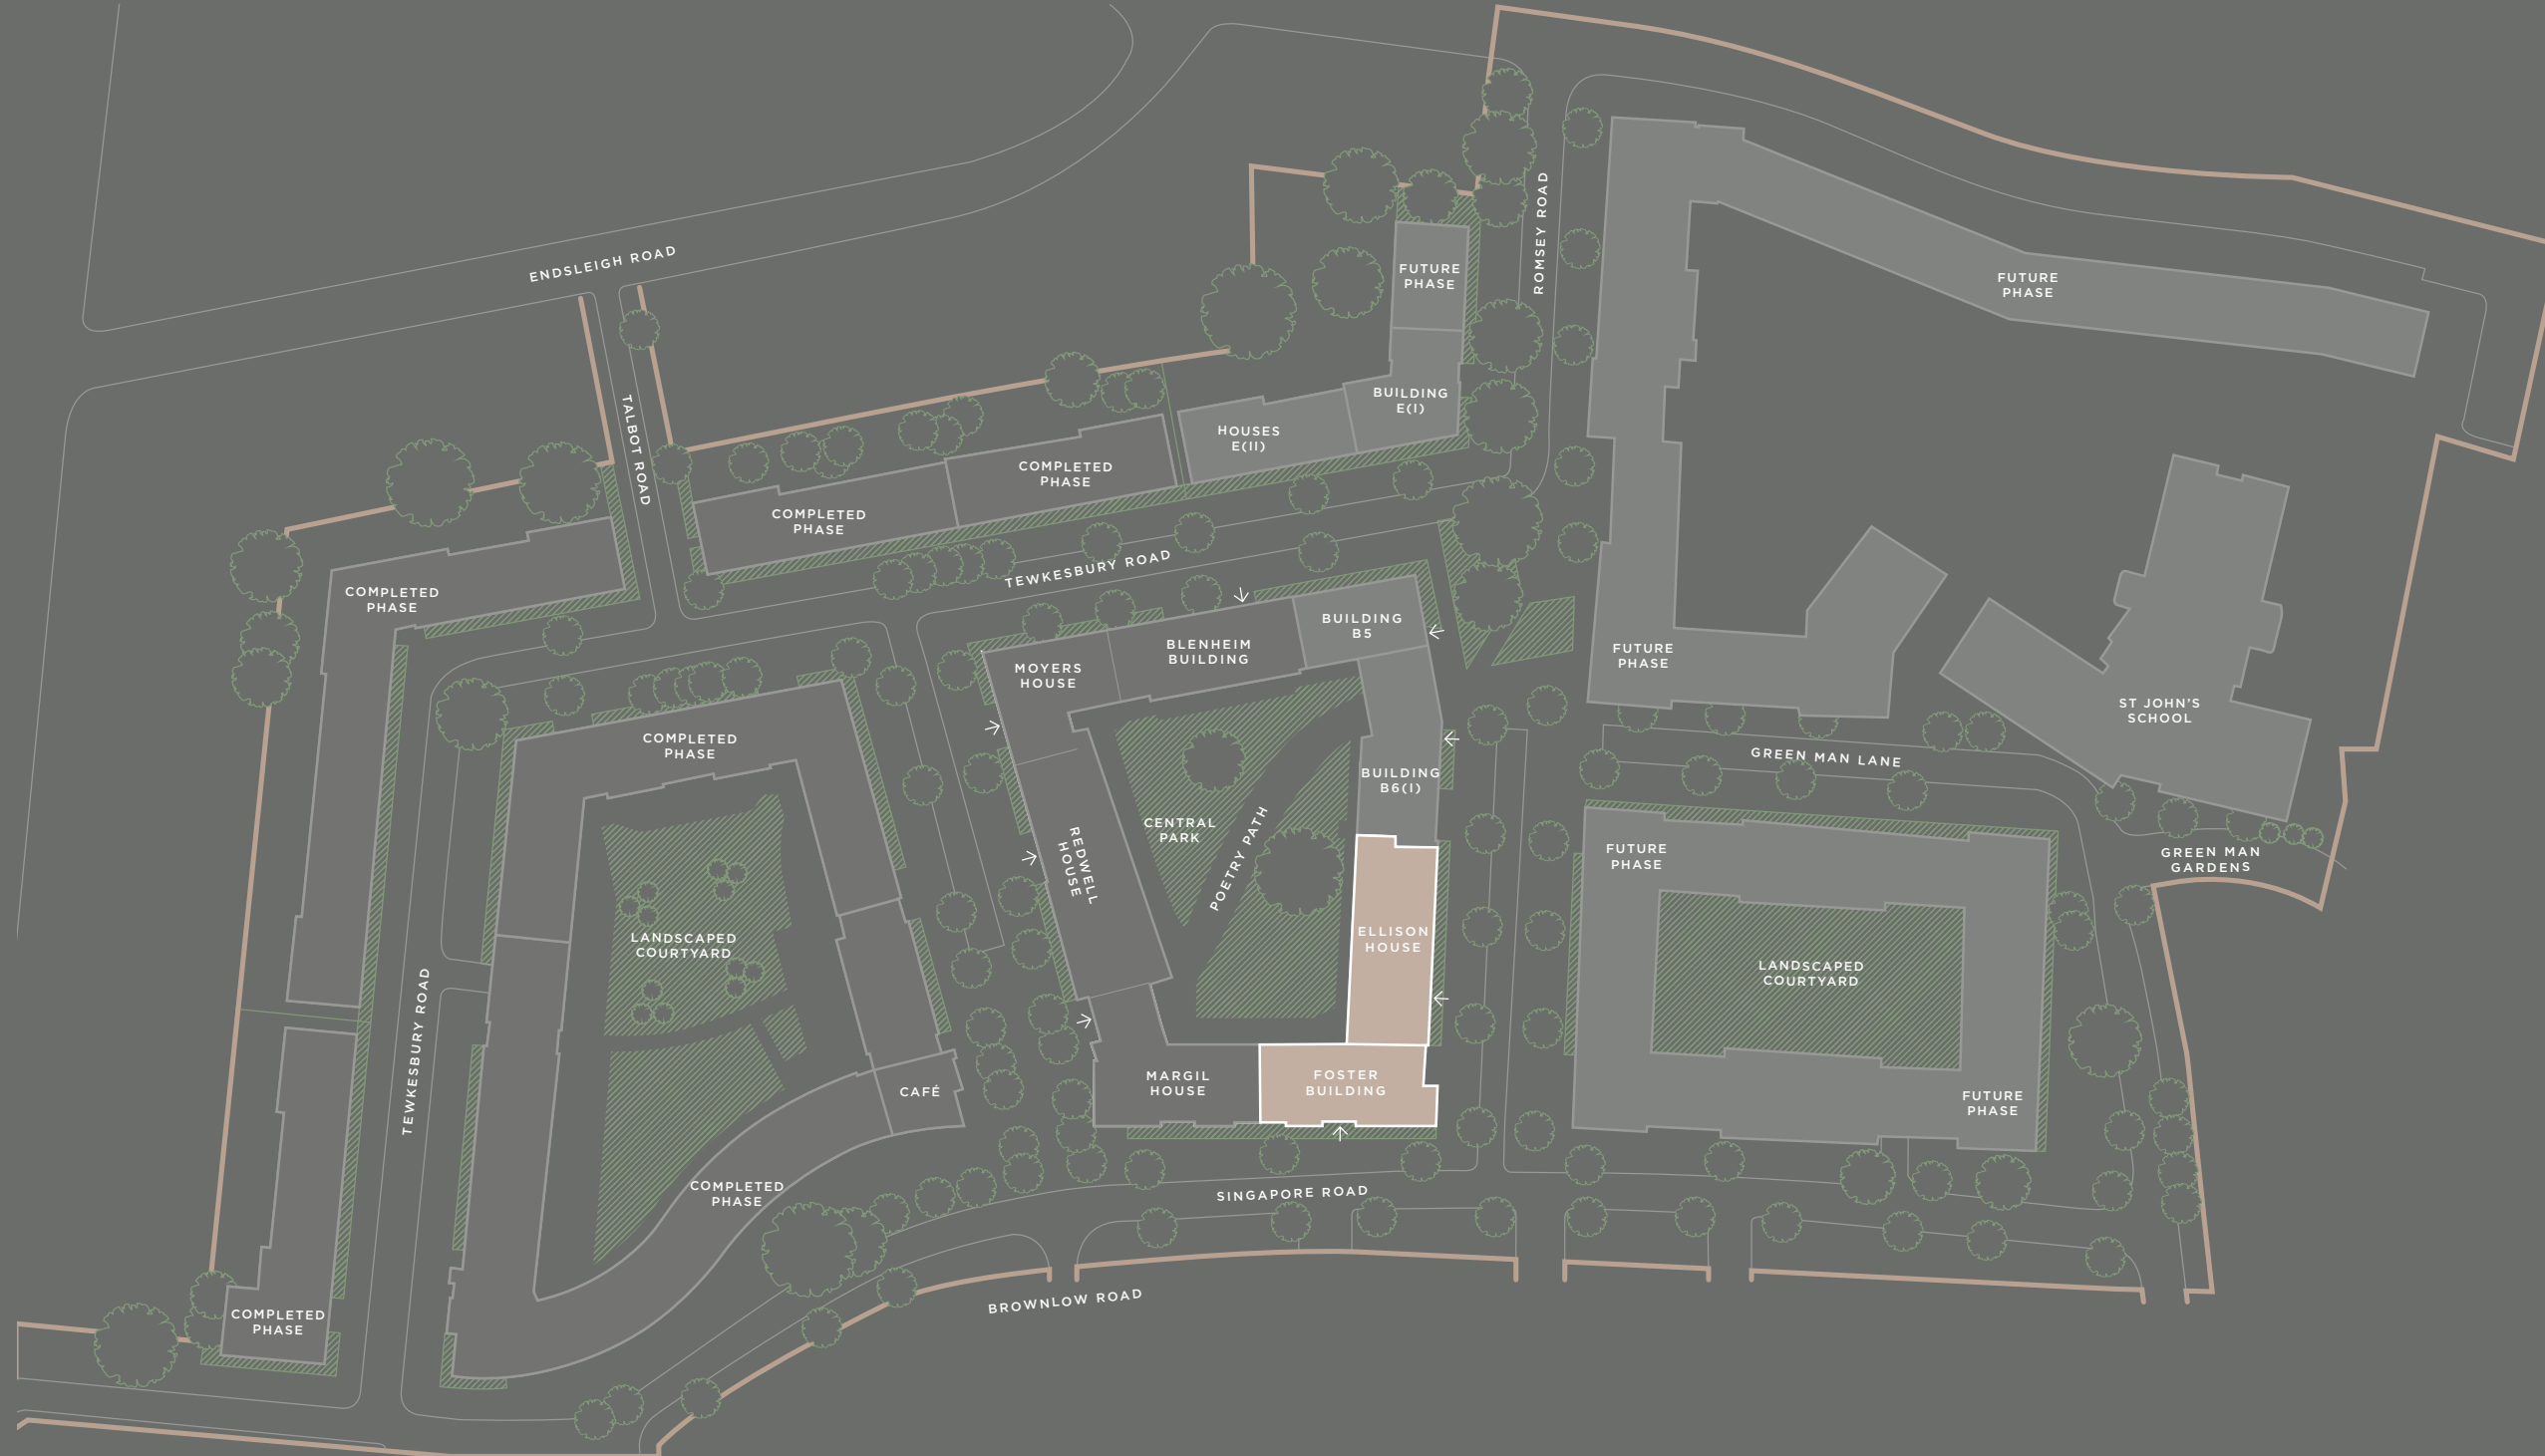 ENDSLEIGH ROAD
ROMSEY ROAD
FUTURE
PHASE
FUTURE
PHASE
TALBOT ROAD
BUILDING
E(I)
HOUSES
E(II)
COMPLETED
PHASE
COMPLETED
PHASE
TEWKESBURY ROAD
COMPLETED
PHASE
BUILDING
B5
BLENHEIM
BUILDING
MOYERS
HOUSE
FUTURE
PHASE
ST JOHN'S
SCHOOL
COMPLETED
PHASE
GREEN MAN LANE
BUILDING
B6(I)
CENTRAL
PARK
POETRY PATH
REDWELL
HOUSE
FUTURE
PHASE
GREEN MAN
GARDENS
LANDSCAPED
COURTYARD
ELLISON
HOUSE
LANDSCAPED
COURTYARD
TEWKESBURY ROAD
CAFÉ
MARGIL
HOUSE
FOSTER
BUILDING
FUTURE
PHASE
COMPLETED
PHASE
SINGAPORE ROAD
BROWNLOW ROAD
COMPLETED
PHASE